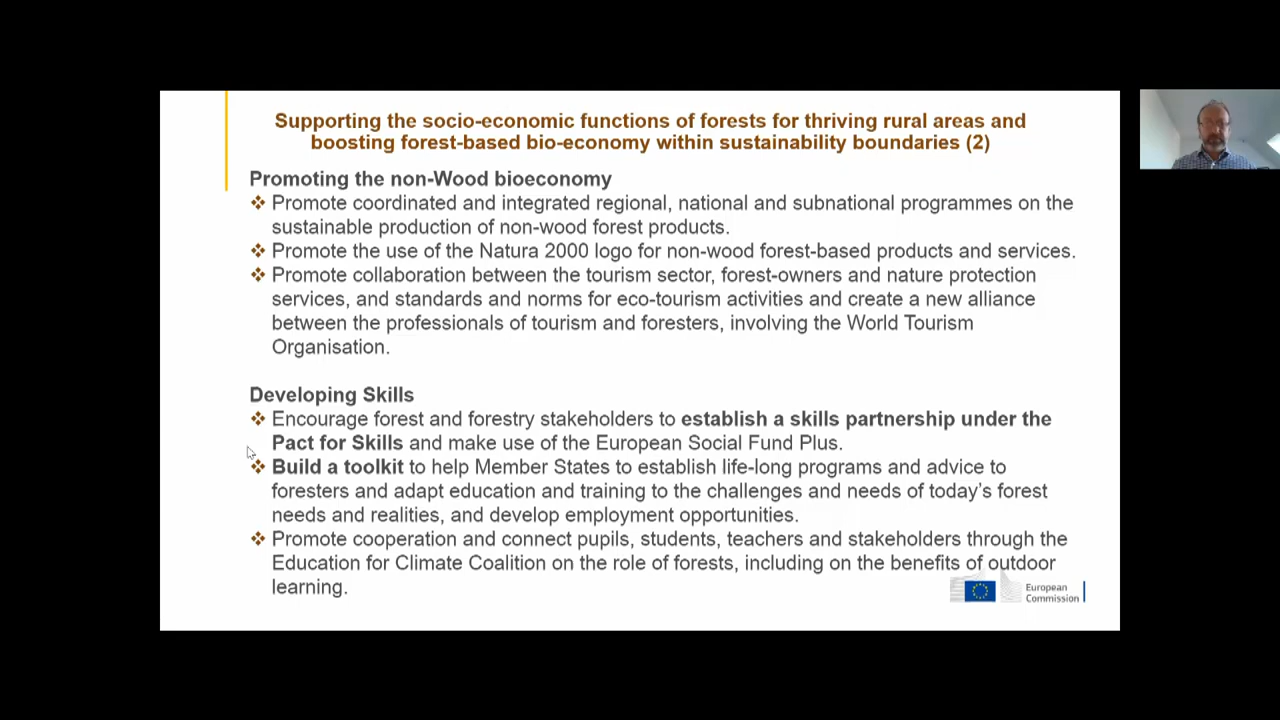 Supporting the socio-economic functions of forests for thriving rural areas and
boosting forest-based bio-economy within sustainability boundaries (2)
Promoting the non-Wood bioeconomy
❖ Promote coordinated and integrated regional, national and subnational programmes on the
sustainable production of non-wood forest products.
❖ Promote the use of the Natura 2000 logo for non-wood forest-based products and services.
❖ Promote collaboration between the tourism sector, forest-owners and nature protection
services, and standards and norms for eco-tourism activities and create a new alliance
between the professionals of tourism and foresters, involving the World Tourism
Organisation.
Developing Skills
❖ Encourage forest and forestry stakeholders to establish a skills partnership under the
Pact for Skills and make use of the European Social Fund Plus.
❖ Build a toolkit to help Member States to establish life-long programs and advice to
foresters and adapt education and training to the challenges and needs of today's forest
needs and realities, and develop employment opportunities.
❖ Promote cooperation and connect pupils, students, teachers and stakeholders through the
Education for Climate Coalition on the role of forests, including on the benefits of outdoor
learning.
European
Commission